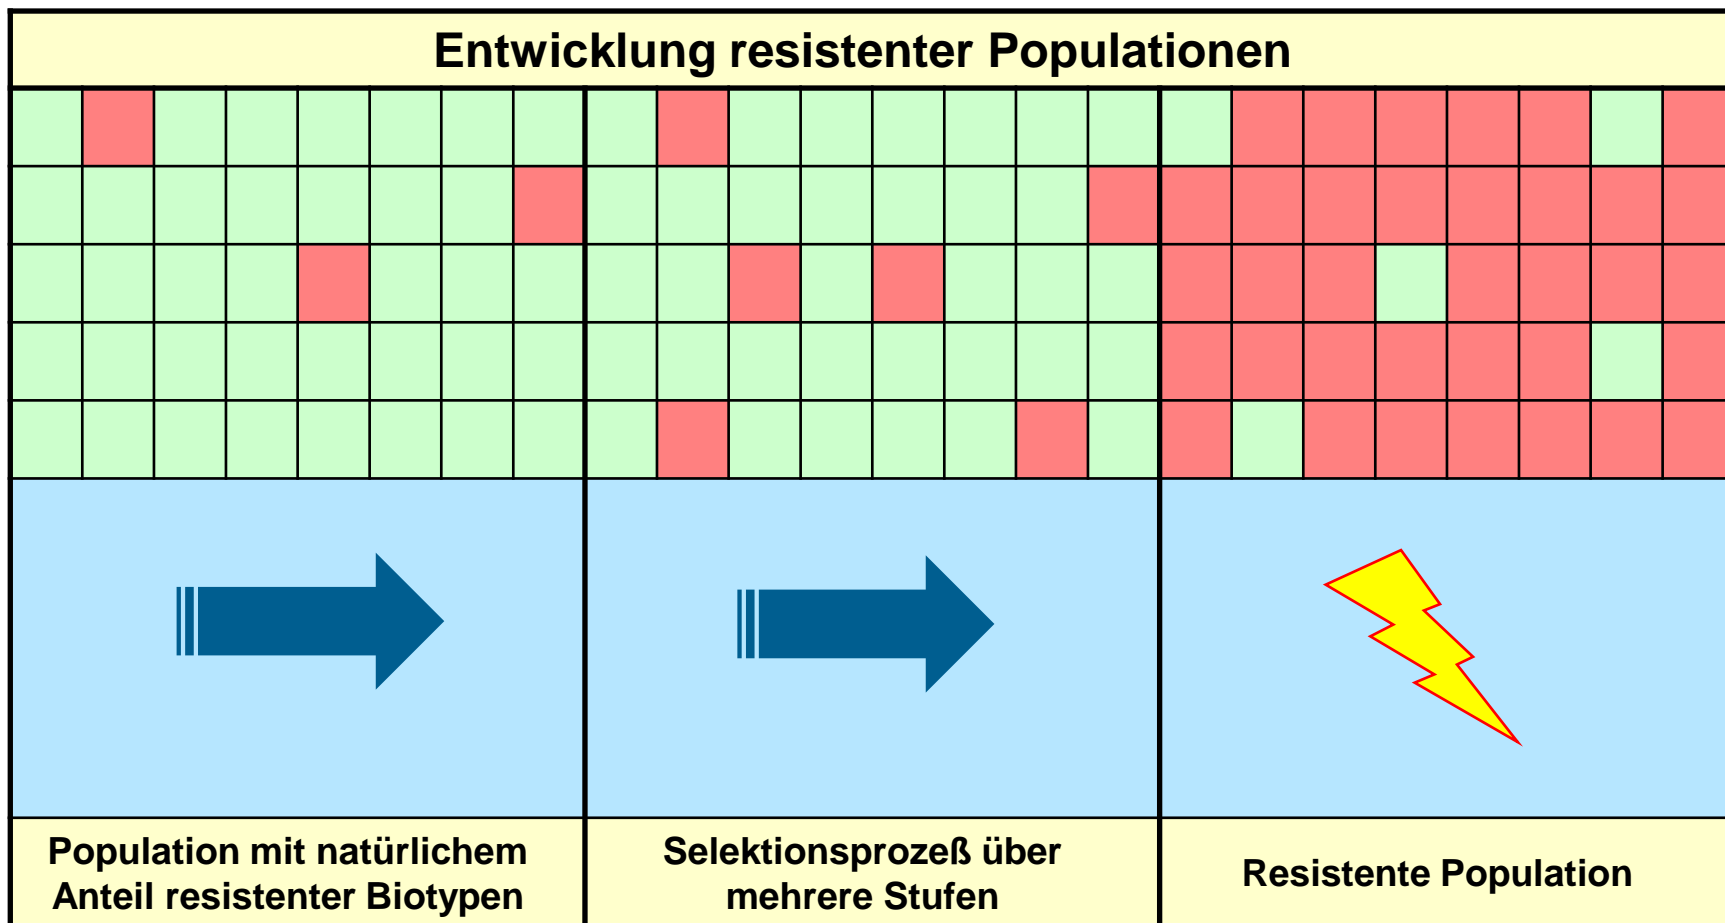 Entwicklung resistenter Populationen
Population mit natürlichem
Anteil resistenter Biotypen
Selektionsprozeß über
mehrere Stufen
Resistente Population